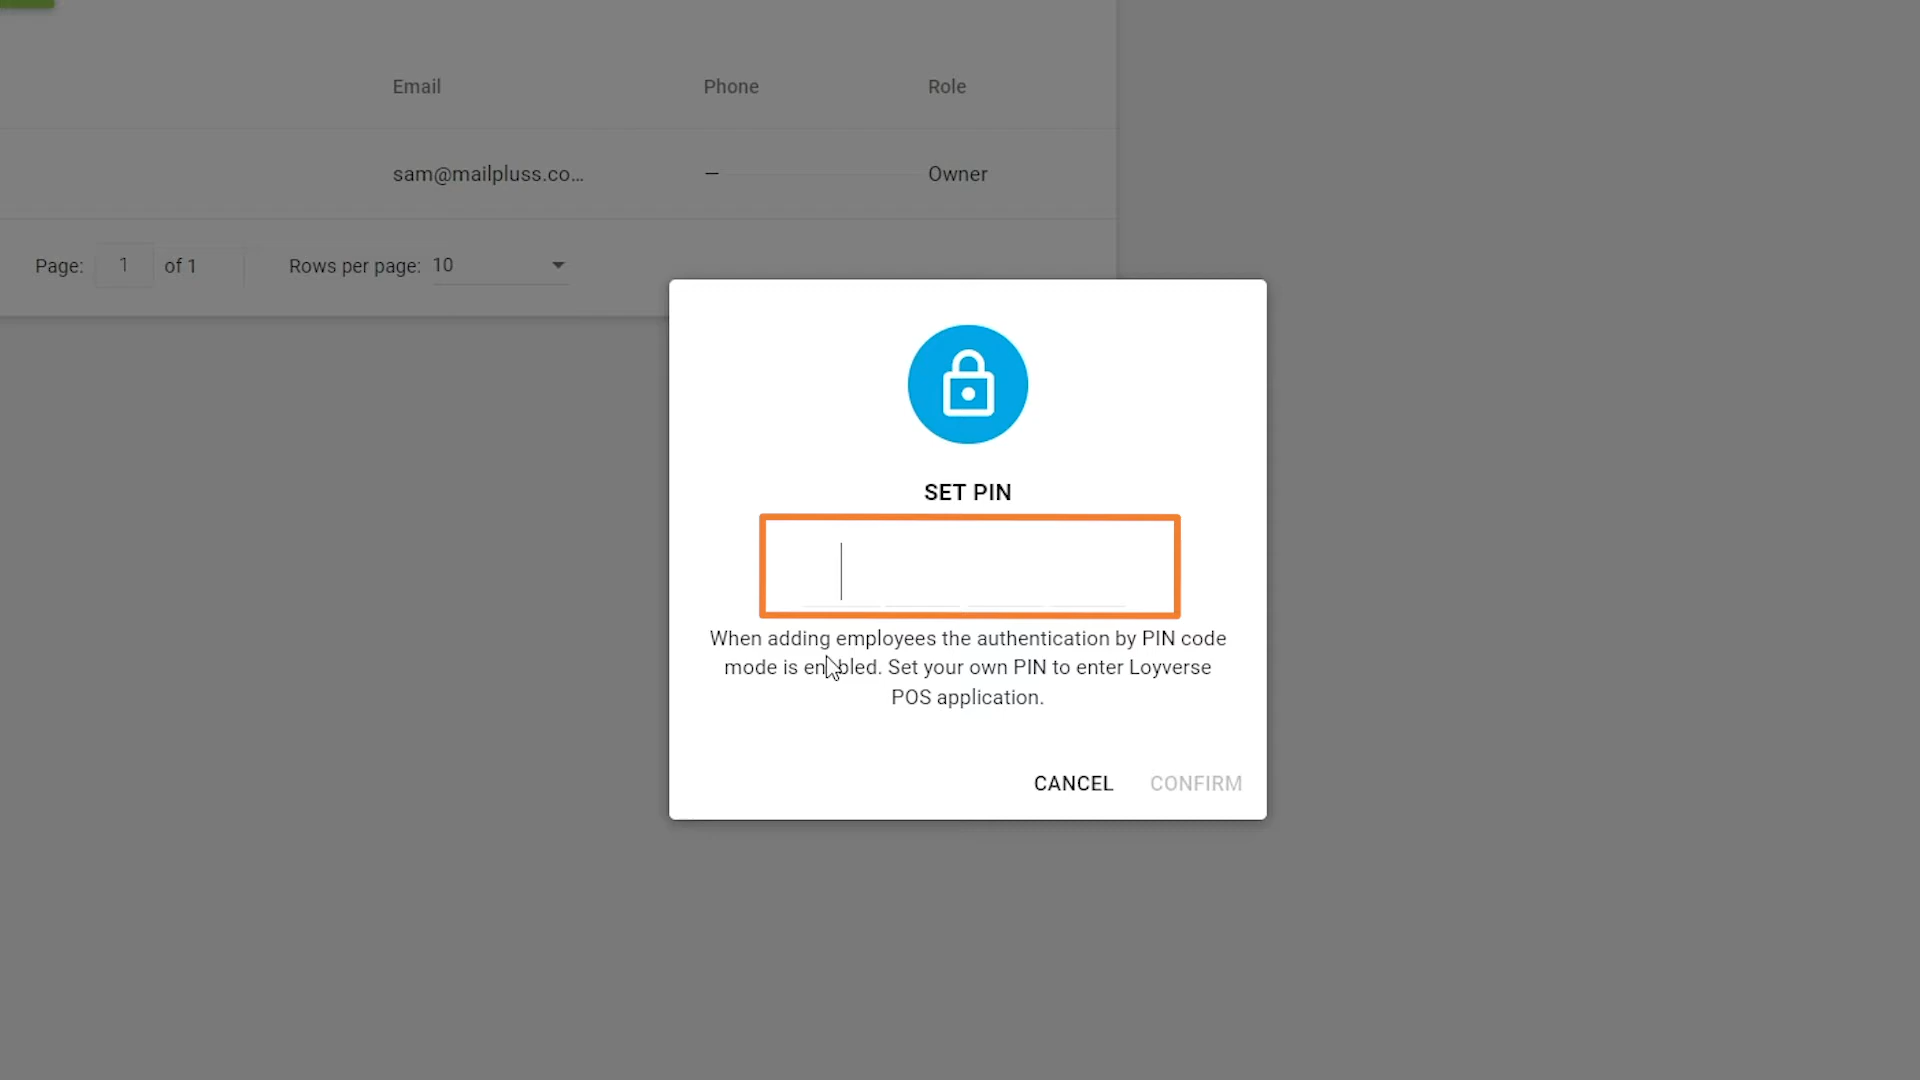 Email Phone Role
sam@mailpluss.co... — Owner
Page: 1 of 1 Rows per page: 10
SET PIN
When adding employees the authentication by PIN code
mode is enabled. Set your own PIN to enter Loyverse
POS application.
CANCEL CONFIRM